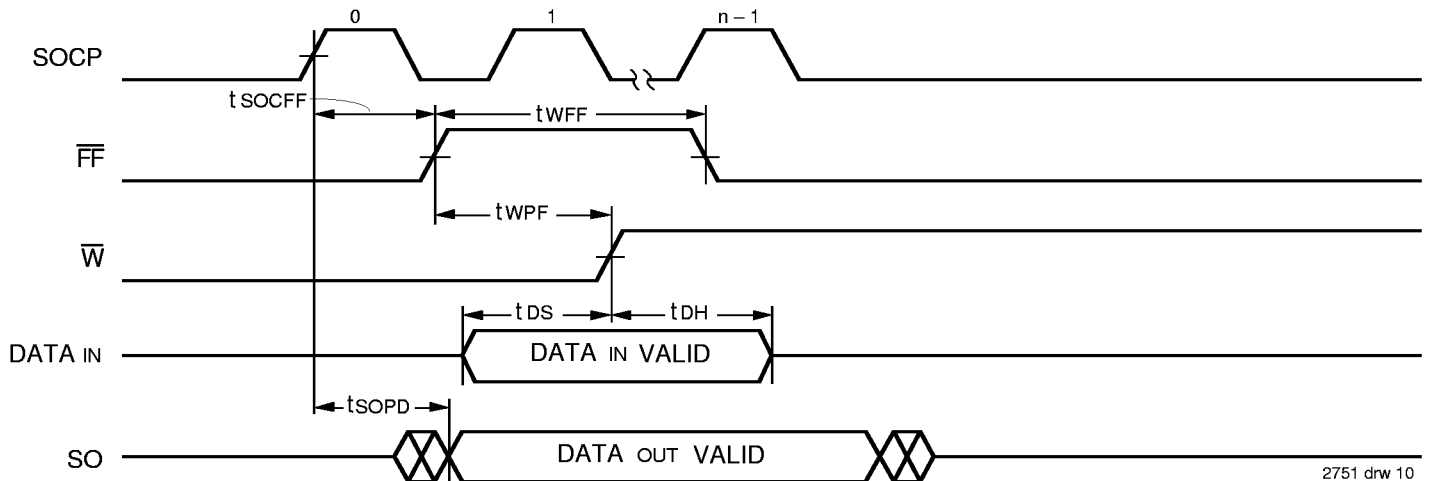 0 1 n – 1
SOCP
tSOCFF
tWFF
FF
tWPF
W
tDS tDH
DATA IN DATA IN VALID
tSOPD
SO DATA OUT VALID
2751 drw 10